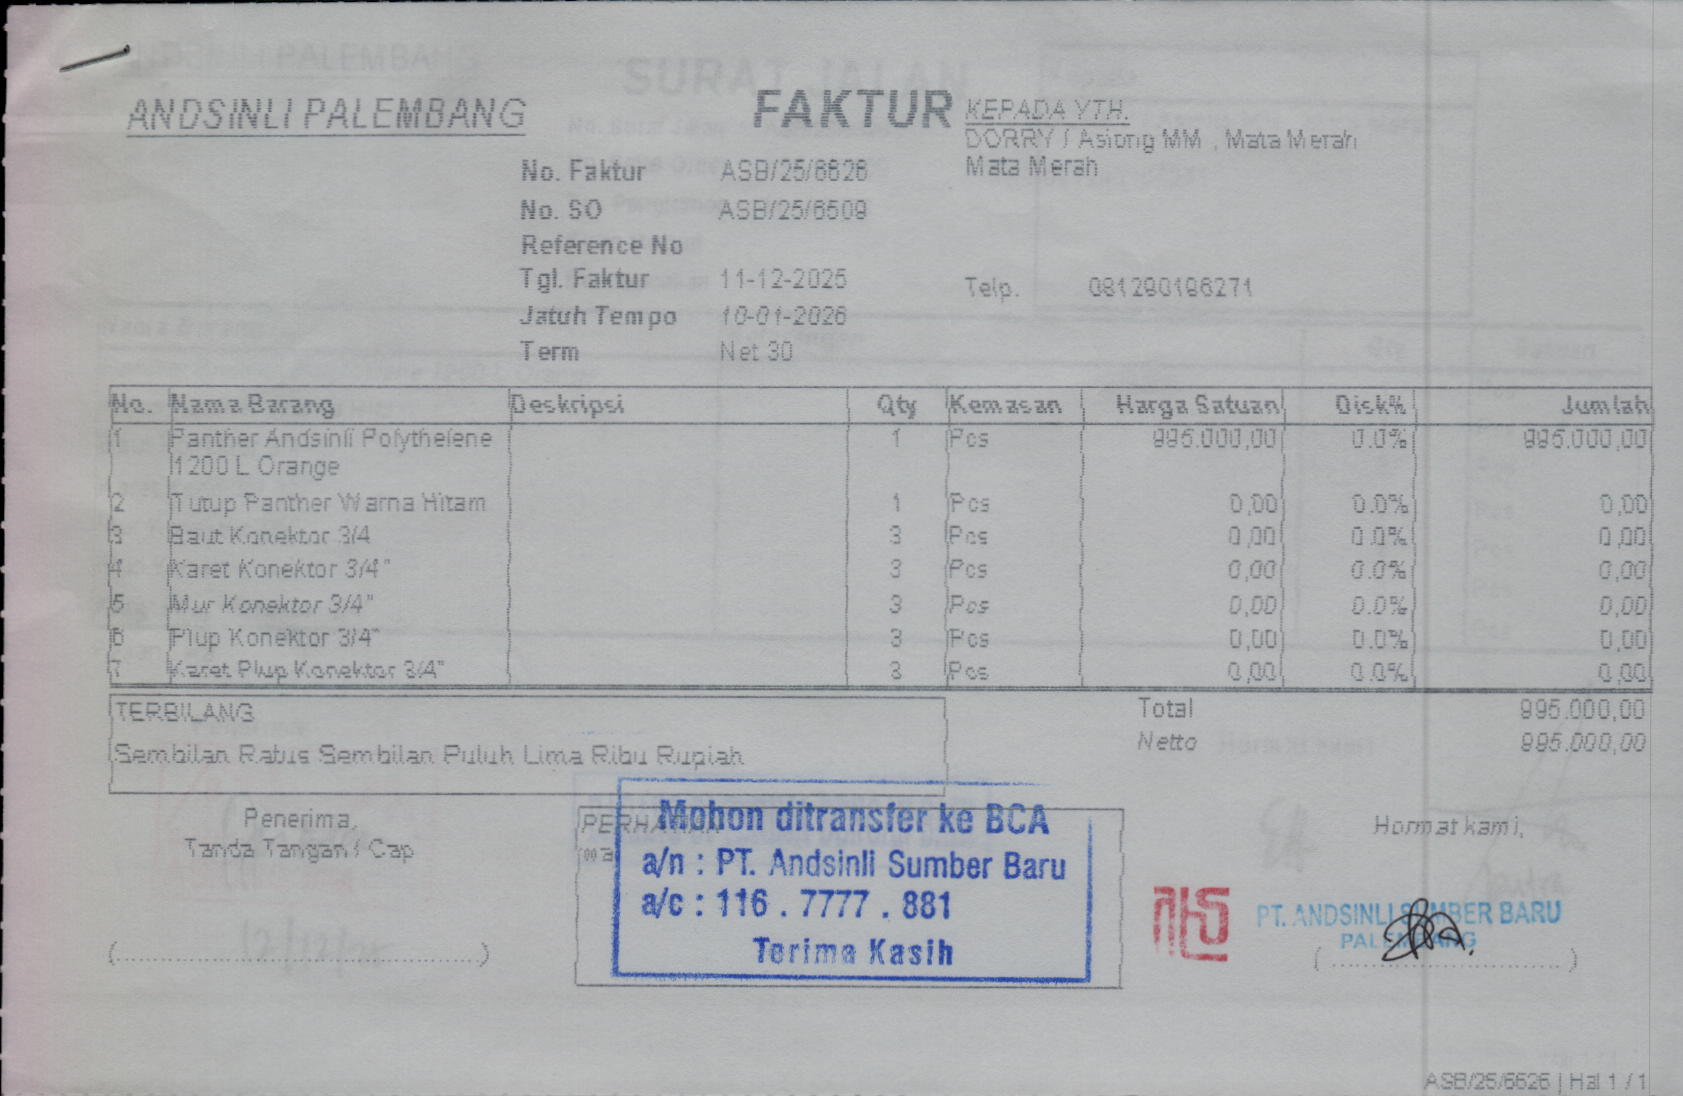 ANDSINLI PALEMBANG
FAKTUR
KEPADA YTH.
DORRY / Asiong MM , Mata Merah
Mata Merah
No. Faktur ASB/25/6626
No. SO ASB/25/6509
Reference No
Tgl. Faktur 11-12-2025
Telp. 081290196271
Jatuh Tempo 10-01-2026
Term Net 30
No. Nama Barang Deskripsi Qty Kemasan Harga Satuan Disk% Jumlah
1 Panther Andsinli Polythelene 1 Pcs 995.000,00 0.0% 995.000,00
1200 L Orange
2 Tutup Panther Warna Hitam 1 Pcs 0,00 0.0% 0,00
3 Baut Konektor 3/4 3 Pcs 0,00 0.0% 0,00
4 Karet Konektor 3/4" 3 Pcs 0,00 0.0% 0,00
5 Mur Konektor 3/4" 3 Pcs 0,00 0.0% 0,00
6 Plup Konektor 3/4" 3 Pcs 0,00 0.0% 0,00
7 Karet Plup Konektor 3/4" 3 Pcs 0,00 0.0% 0,00
TERBILANG
Sembilan Ratus Sembilan Puluh Lima Ribu Rupiah
Total 995.000,00
Netto 995.000,00
Penerima,
Tanda Tangan / Cap
Mohon ditransfer ke BCA
a/n : PT. Andsinli Sumber Baru
a/c : 116 . 7777 . 881
Terima Kasih
Hormat kami,
PT. ANDSINLI SUMBER BARU
PALEMBANG
(..........................................)
( ............................ )
ASB/25/6626 | Hal 1 / 1